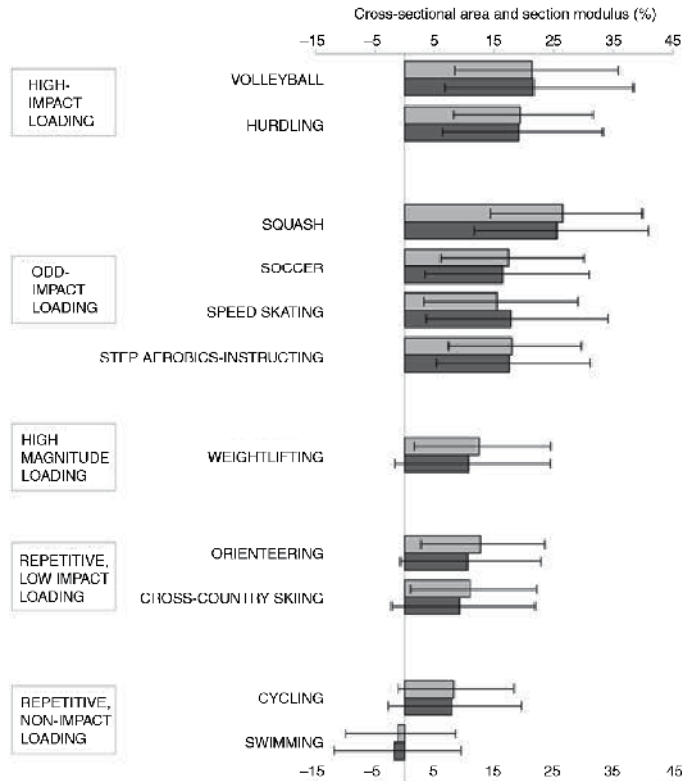 Cross-sectional area and section modulus (%)
−15 −5 5 15 25 35 45
HIGH-
IMPACT
LOADING
VOLLEYBALL
HURDLING
ODD-
IMPACT
LOADING
SQUASH
SOCCER
SPEED SKATING
STEP AEROBICS-INSTRUCTING
HIGH
MAGNITUDE
LOADING
WEIGHTLIFTING
REPETITIVE,
LOW IMPACT
LOADING
ORIENTEERING
CROSS-COUNTRY SKIING
REPETITIVE,
NON-IMPACT
LOADING
CYCLING
SWIMMING
−15 −5 5 15 25 35 45